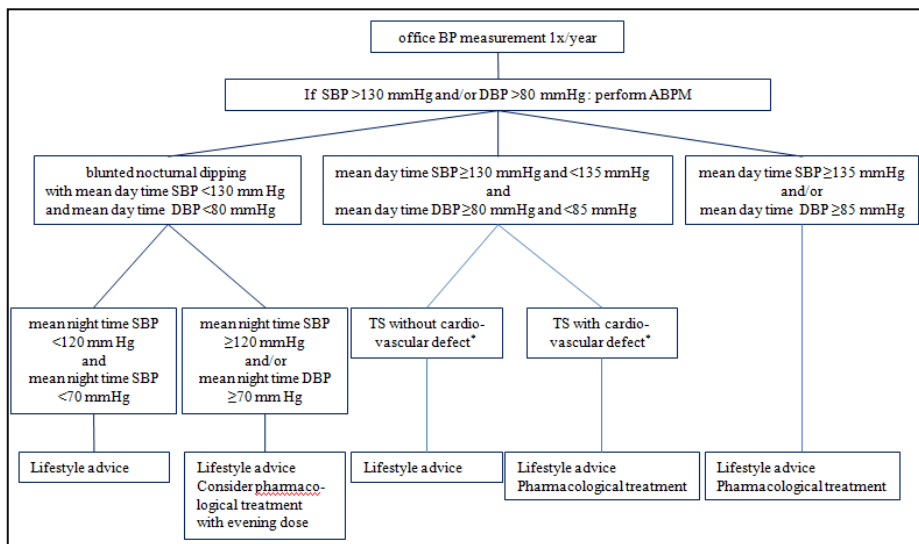 office BP measurement 1x/year
If SBP >130 mmHg and/or DBP >80 mmHg: perform ABPM
blunted nocturnal dipping
with mean day time SBP <130 mm Hg
and mean day time DBP <80 mmHg
mean day time SBP≥130 mmHg and <135 mmHg
and
mean day time DBP≥80 mmHg and <85 mmHg
mean day time SBP≥135 mmHg
and/or
mean day time DBP ≥85 mmHg
mean night time SBP
<120 mm Hg
and
mean night time SBP
<70 mmHg
mean night time SBP
≥120 mmHg
and/or
mean night time DBP
≥70 mm Hg
TS without cardio-
vascular defect*
TS with cardio-
vascular defect*
Lifestyle advice
Lifestyle advice
Consider pharmaco-
logical treatment
with evening dose
Lifestyle advice
Lifestyle advice
Pharmacological treatment
Lifestyle advice
Pharmacological treatment